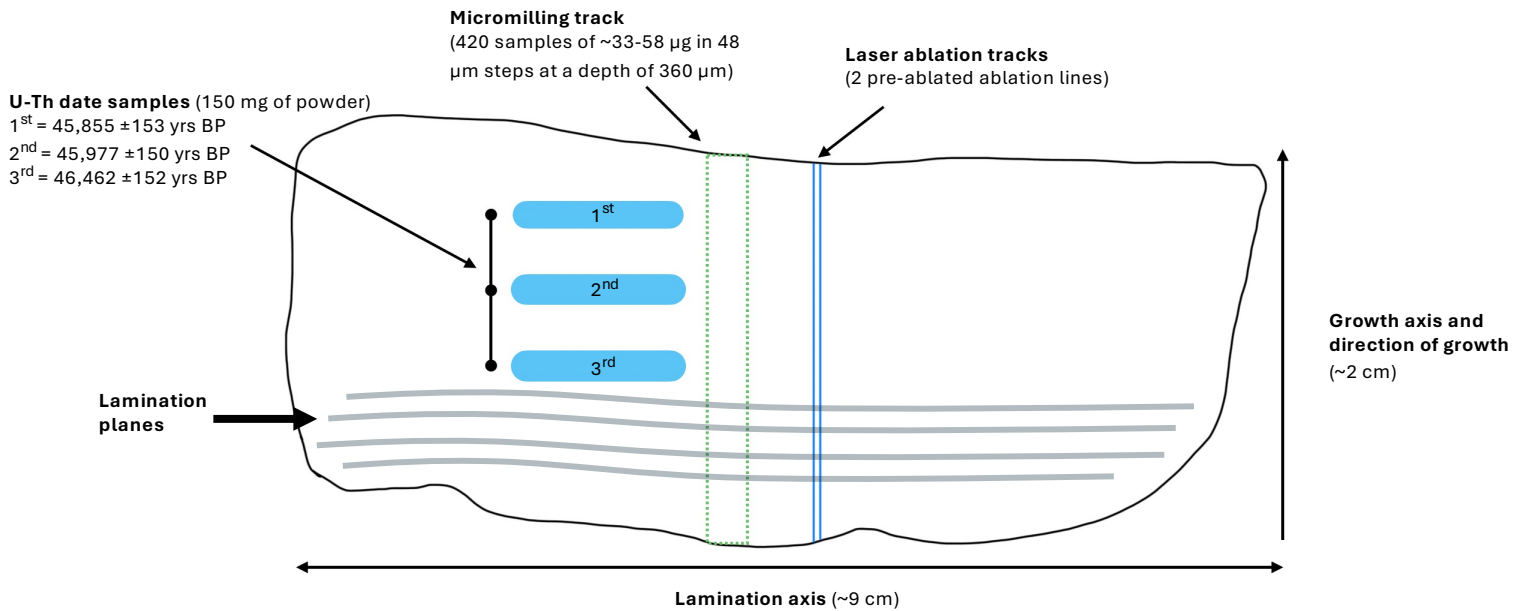 Micromilling track
(420 samples of ~33-58 µg in 48
µm steps at a depth of 360 µm)
Laser ablation tracks
(2 pre-ablated ablation lines)
U-Th date samples (150 mg of powder)
1st = 45,855 ±153 yrs BP
2nd = 45,977 ±150 yrs BP
3rd = 46,462 ±152 yrs BP
1st
2nd
3rd
Growth axis and
direction of growth
(~2 cm)
Lamination
planes
Lamination axis (~9 cm)